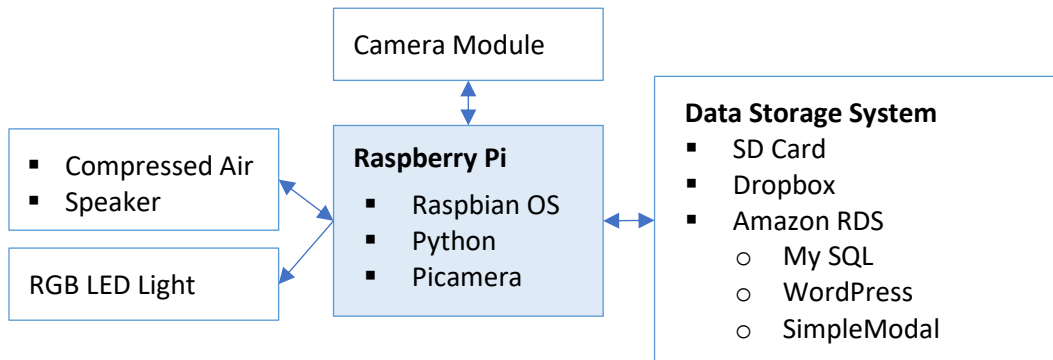 Camera Module
▪ Compressed Air
▪ Speaker
RGB LED Light
Raspberry Pi
▪ Raspbian OS
▪ Python
▪ Picamera
Data Storage System
▪ SD Card
▪ Dropbox
▪ Amazon RDS
o My SQL
o WordPress
o SimpleModal